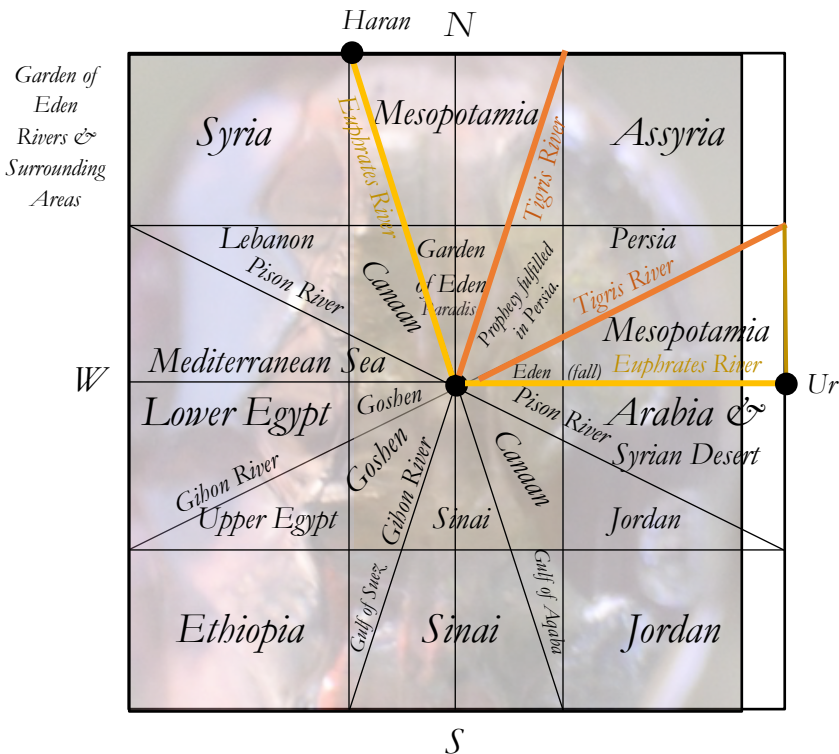 Haran
N
Garden of
Eden
Rivers &
Surrounding
Areas
Syria
Mesopotamia
Assyria
Euphrates River
Tigris River
Lebanon
Pison River
Canaan
Garden
of Eden
Paradis
Prophecy fulfilled
in Persia.
Persia
Tigris River
Mesopotamia
Mediterranean Sea
Eden (fall)
Euphrates River
W
Ur
Lower Egypt
Goshen
Pison River
Arabia &
Syrian Desert
Goshen
Gihon River
Gihon River
Canaan
Upper Egypt
Sinai
Jordan
Gulf of Suez
Gulf of Aqaba
Ethiopia
Sinai
Jordan
S